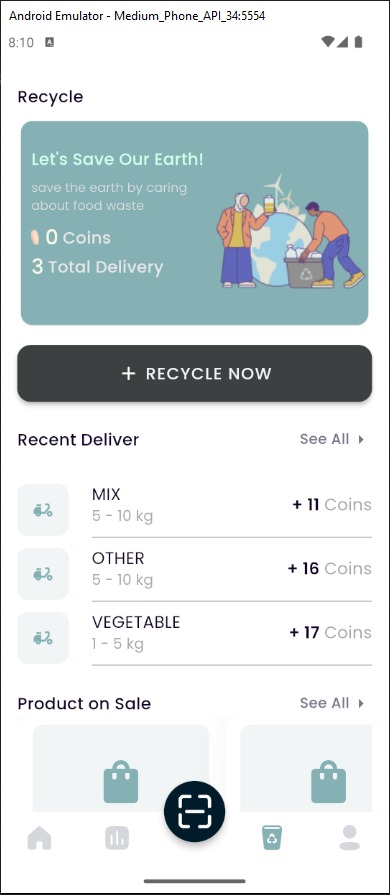 Android Emulator - Medium_Phone_API_34:5554
8:10 A
Recycle
Let's Save Our Earth!
save the earth by caring
about food waste
0 Coins
3 Total Delivery
+ RECYCLE NOW
Recent Deliver See All
MIX
5 - 10 kg
+ 11 Coins
OTHER
5 - 10 kg
+ 16 Coins
VEGETABLE
1 - 5 kg
+ 17 Coins
Product on Sale See All